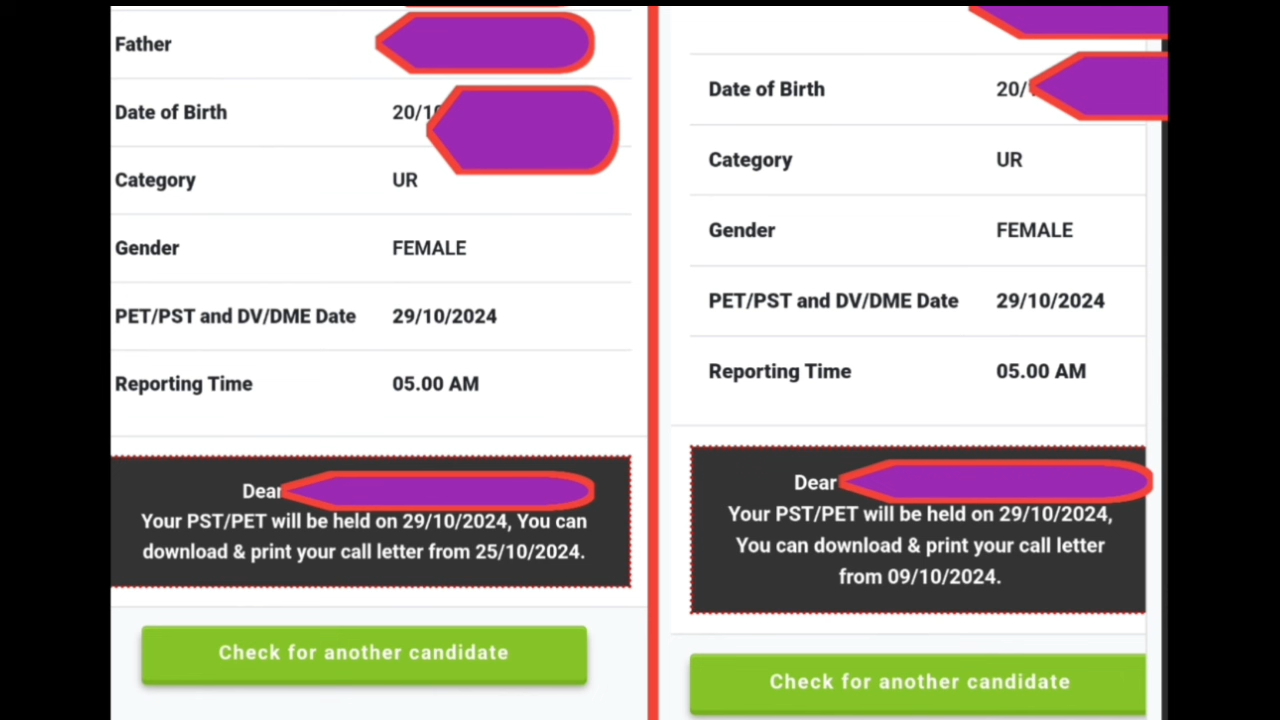 Father
Date of Birth 20/10
Category UR
Gender FEMALE
PET/PST and DV/DME Date 29/10/2024
Reporting Time 05.00 AM
Dear
Your PST/PET will be held on 29/10/2024, You can
download & print your call letter from 25/10/2024.
Check for another candidate
Date of Birth 20/
Category UR
Gender FEMALE
PET/PST and DV/DME Date 29/10/2024
Reporting Time 05.00 AM
Dear
Your PST/PET will be held on 29/10/2024,
You can download & print your call letter
from 09/10/2024.
Check for another candidate